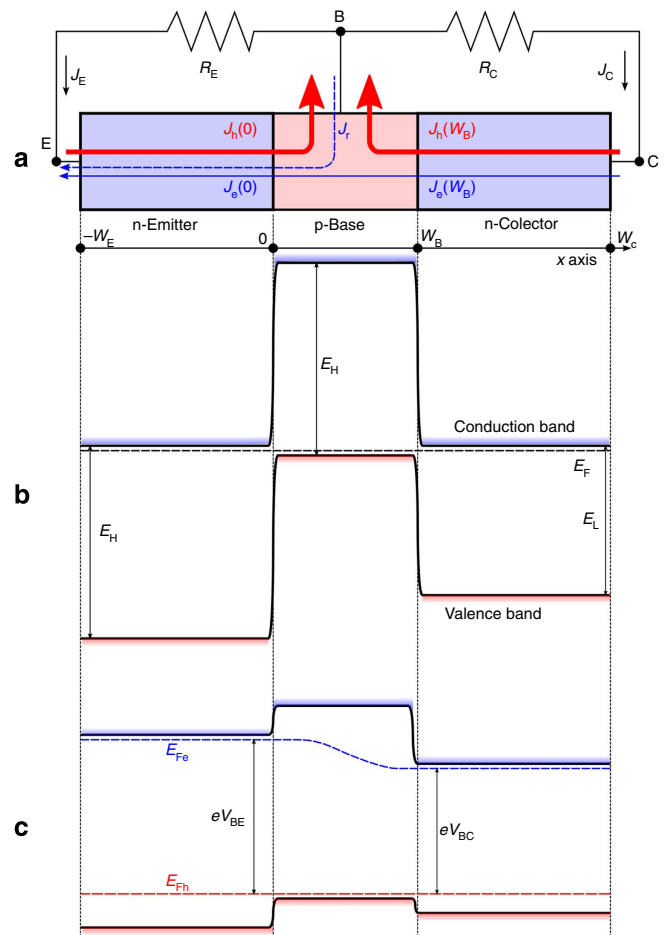 B
R_E
R_C
J_E
J_C
E
J_h(0)
J_r
J_h(W_B)
C
a
J_e(0)
J_e(W_B)
n-Emitter
p-Base
n-Colector
–W_E
0
W_B
W_c
x axis
E_H
Conduction band
E_F
b
E_H
E_L
Valence band
E_Fe
eV_BE
eV_BC
c
E_Fh